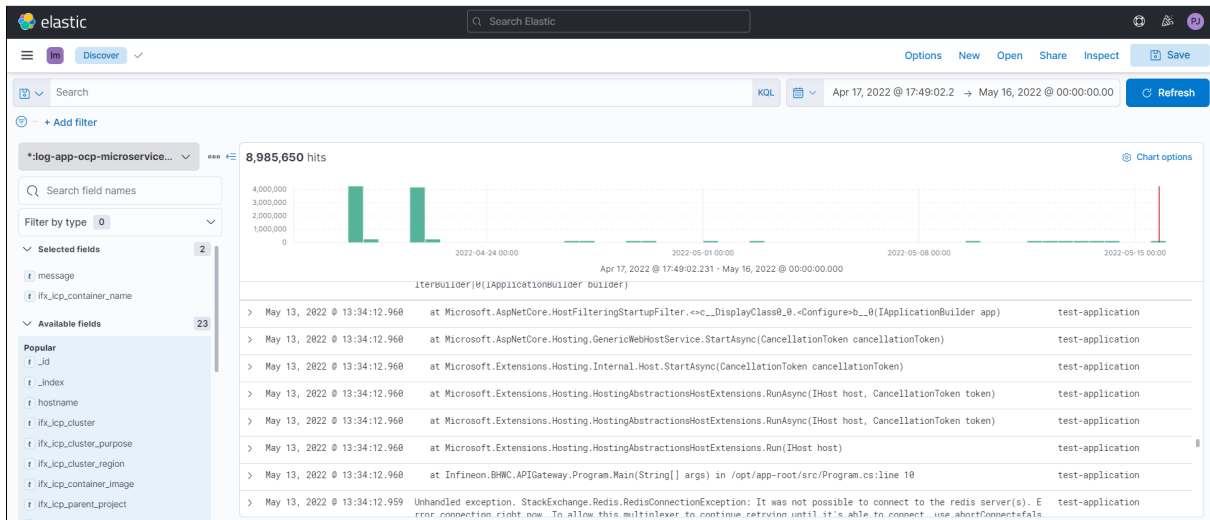 elastic
Search Elastic
PJ
Im
Discover
Options
New
Open
Share
Inspect
Save
Search
KQL
Apr 17, 2022 @ 17:49:02.2 → May 16, 2022 @ 00:00:00.00
Refresh
+ Add filter
*:log-app-ocp-microservice...
8,985,650 hits
Chart options
Search field names
Filter by type 0
Selected fields 2
t message
t ifx_icp_container_name
Available fields 23
Popular
t _id
t _index
t hostname
t ifx_icp_cluster
t ifx_icp_cluster_purpose
t ifx_icp_cluster_region
t ifx_icp_container_image
t ifx_icp_parent_project
4,000,000
3,000,000
2,000,000
1,000,000
0
2022-04-24 00:00
2022-05-01 00:00
2022-05-08 00:00
2022-05-15 00:00
Apr 17, 2022 @ 17:49:02.231 - May 16, 2022 @ 00:00:00.000
IterBuilder|0(IApplicationBuilder builder)
May 13, 2022 @ 13:34:12.960 at Microsoft.AspNetCore.HostFilteringStartupFilter.<>c__DisplayClass0_0.<Configure>b__0(IApplicationBuilder app) test-application
May 13, 2022 @ 13:34:12.960 at Microsoft.AspNetCore.Hosting.GenericWebHostService.StartAsync(CancellationToken cancellationToken) test-application
May 13, 2022 @ 13:34:12.960 at Microsoft.Extensions.Hosting.Internal.Host.StartAsync(CancellationToken cancellationToken) test-application
May 13, 2022 @ 13:34:12.960 at Microsoft.Extensions.Hosting.HostingAbstractionsHostExtensions.RunAsync(IHost host, CancellationToken token) test-application
May 13, 2022 @ 13:34:12.960 at Microsoft.Extensions.Hosting.HostingAbstractionsHostExtensions.RunAsync(IHost host, CancellationToken token) test-application
May 13, 2022 @ 13:34:12.960 at Microsoft.Extensions.Hosting.HostingAbstractionsHostExtensions.Run(IHost host) test-application
May 13, 2022 @ 13:34:12.960 at Infineon.BHWC.APIGateway.Program.Main(String[] args) in /opt/app-root/src/Program.cs:line 10 test-application
May 13, 2022 @ 13:34:12.959 Unhandled exception. StackExchange.Redis.RedisConnectionException: It was not possible to connect to the redis server(s). E test-application
rror connecting right now. To allow this multiplexer to continue retrying until it's able to connect, use abortConnect=fals